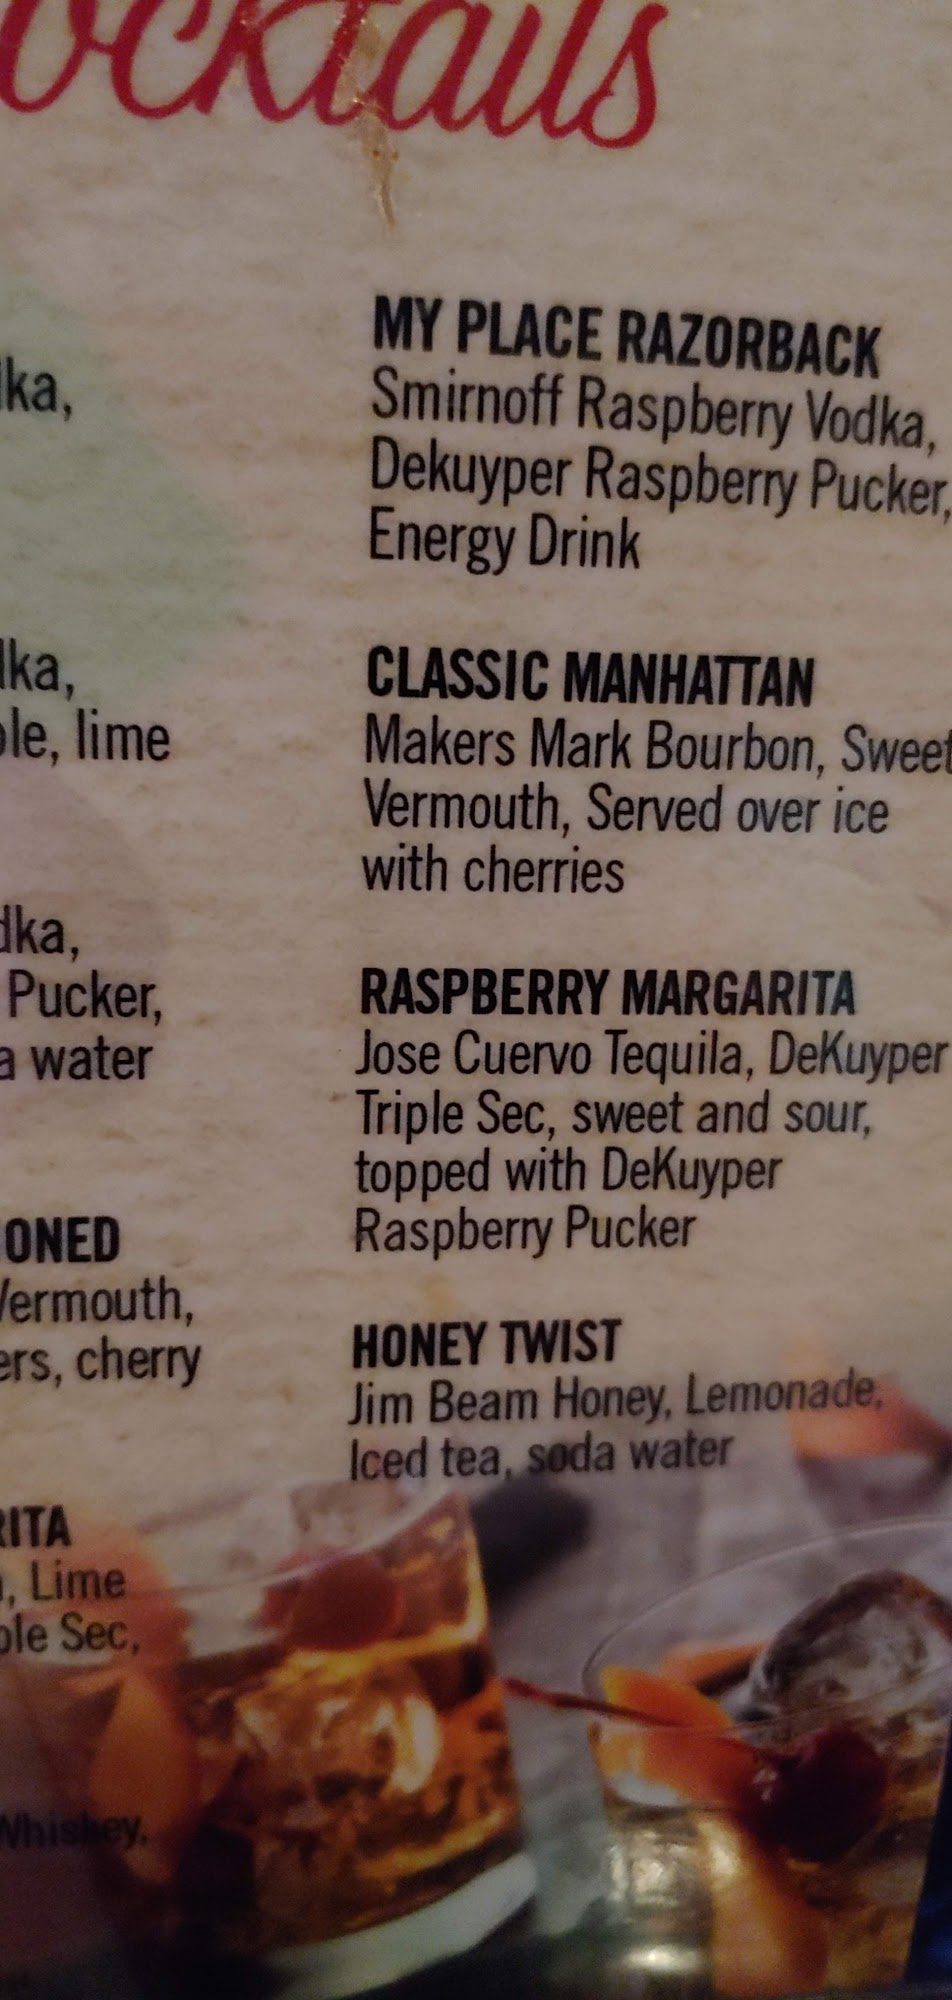 ocktails
MY PLACE RAZORBACK
Smirnoff Raspberry Vodka,
Dekuyper Raspberry Pucker,
Energy Drink
CLASSIC MANHATTAN
Makers Mark Bourbon, Sweet
Vermouth, Served over ice
with cherries
RASPBERRY MARGARITA
Jose Cuervo Tequila, DeKuyper
Triple Sec, sweet and sour,
topped with DeKuyper
Raspberry Pucker
HONEY TWIST
Jim Beam Honey, Lemonade,
Iced tea, soda water
lka,
dka,
ple, lime
dka,
Pucker,
a water
ONED
Vermouth,
ers, cherry
RITA
Lime
ple Sec,
Whiskey,